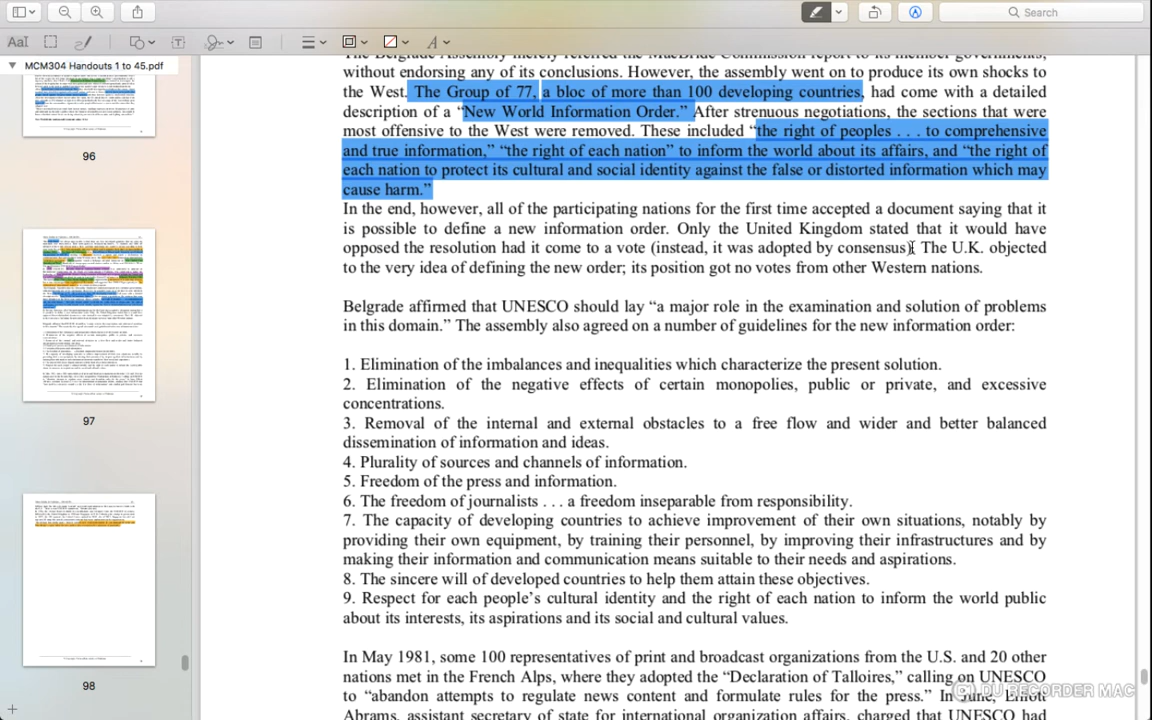 Search
AaI
MCM304 Handouts 1 to 45.pdf
96
97
98
without endorsing any of its conclusions. However, the assembly went on to produce its own shocks to
the West. The Group of 77, a bloc of more than 100 developing countries, had come with a detailed
description of a “New World Information Order.” After strenuous negotiations, the secions that were
most offensive to the West were removed. These included “the right of peoples . . . to comprehensive
and true information,” “the right of each nation” to inform the world about its affairs, and “the right of
each nation to protect its cultural and social identity against the false or distorted information which may
cause harm.”
In the end, however, all of the participating nations for the first time accepted a document saying that it
is possible to define a new information order. Only the United Kingdom stated that it would have
opposed the resolution had it come to a vote (instead, it was adopted by consensus). The U.K. objected
to the very idea of defining the new order; its position got no votes from other Western nations.
Belgrade affirmed that UNESCO should lay “a major role in the examination and solution of problems
in this domain.” The assembly also agreed on a number of guidelines for the new information order:
1. Elimination of the imbalances and inequalities which characterize the present solution.
2. Elimination of the negative effects of certain monopolies, public or private, and excessive
concentrations.
3. Removal of the internal and external obstacles to a free flow and wider and better balanced
dissemination of information and ideas.
4. Plurality of sources and channels of information.
5. Freedom of the press and information.
6. The freedom of journalists . . . a freedom inseparable from responsibility.
7. The capacity of developing countries to achieve improvement of their own situations, notably by
providing their own equipment, by training their personnel, by improving their infrastructures and by
making their information and communication means suitable to their needs and aspirations.
8. The sincere will of developed countries to help them attain these objectives.
9. Respect for each people’s cultural identity and the right of each nation to inform the world public
about its interests, its aspirations and its social and cultural values.
In May 1981, some 100 representatives of print and broadcast organizations from the U.S. and 20 other
nations met in the French Alps, where they adopted the “Declaration of Talloires,” calling on UNESCO
to “abandon attempts to regulate news content and formulate rules for the press.” In June, Elliott
Abrams, assistant secretary of state for international organization affairs, charged that UNESCO had
DU RECORDER MAC